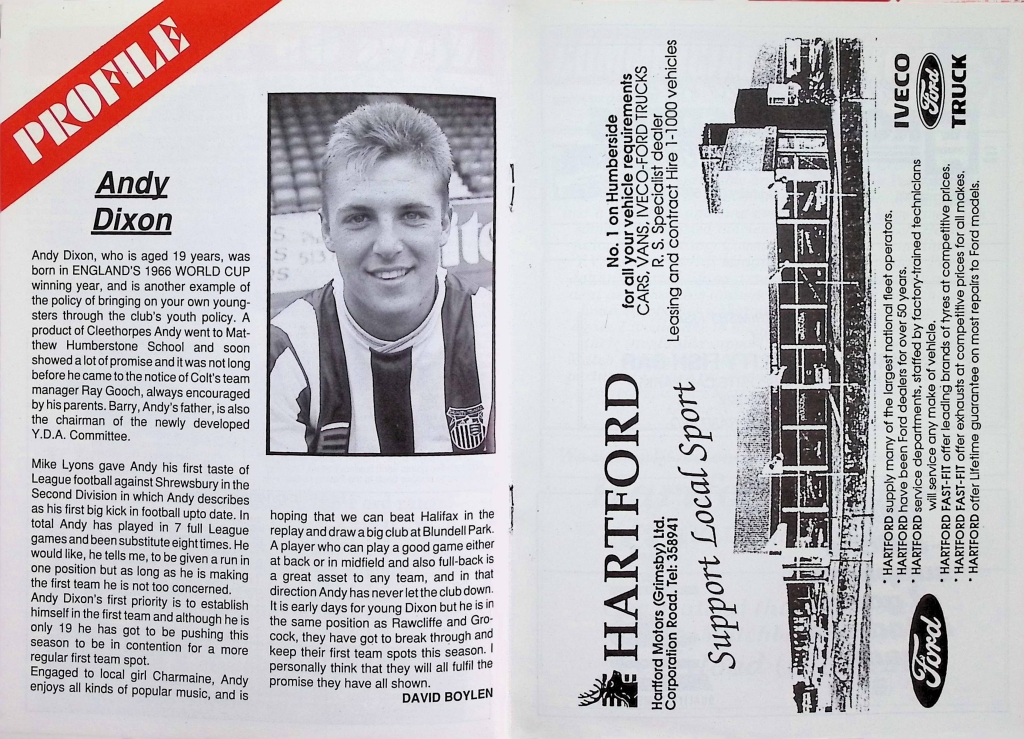 PROFILE
Andy
Dixon
Andy Dixon, who is aged 19 years, was
born in ENGLAND'S 1966 WORLD CUP
winning year, and is another example of
the policy of bringing on your own young-
sters through the club's youth policy. A
product of Cleethorpes Andy went to Mat-
thew Humberstone School and soon
showed a lot of promise and it was not long
before he came to the notice of Colt's team
manager Ray Gooch, always encouraged
by his parents. Barry, Andy's father, is also
the chairman of the newly developed
Y.D.A. Committee.
Mike Lyons gave Andy his first taste of
League football against Shrewsbury in the
Second Division in which Andy describes
as his first big kick in football upto date. In
total Andy has played in 7 full League
games and been substitute eight times. He
would like, he tells me, to be given a run in
one position but as long as he is making
the first team he is not too concerned.
Andy Dixon's first priority is to establish
himself in the first team and although he is
only 19 he has got to be pushing this
season to be in contention for a more
regular first team spot.
Engaged to local girl Charmaine, Andy
enjoys all kinds of popular music, and is
hoping that we can beat Halifax in the
replay and draw a big club at Blundell Park.
A player who can play a good game either
at back or in midfield and also full-back is
a great asset to any team, and in that
direction Andy has never let the club down.
It is early days for young Dixon but he is in
the same position as Rawcliffe and Gro-
cock, they have got to break through and
keep their first team spots this season. I
personally think that they will all fulfil the
promise they have all shown.
DAVID BOYLEN
HARTFORD
Hartford Motors (Grimsby) Ltd.
Corporation Road. Tel: 358941
Support Local Sport
No. 1 on Humberside
for all your vehicle requirements
CARS, VANS, IVECO-FORD TRUCKS
R. S. Specialist dealer
Leasing and contract Hire 1-1000 vehicles
* HARTFORD supply many of the largest national fleet operators.
* HARTFORD have been Ford dealers for over 50 years.
* HARTFORD service departments, staffed by factory-trained technicians
will service any make of vehicle.
* HARTFORD FAST-FIT offer leading brands of tyres at competitive prices.
* HARTFORD FAST-FIT offer exhausts at competitive prices for all makes.
* HARTFORD offer Lifetime guarantee on most repairs to Ford models.
Ford
IVECO
Ford
TRUCK